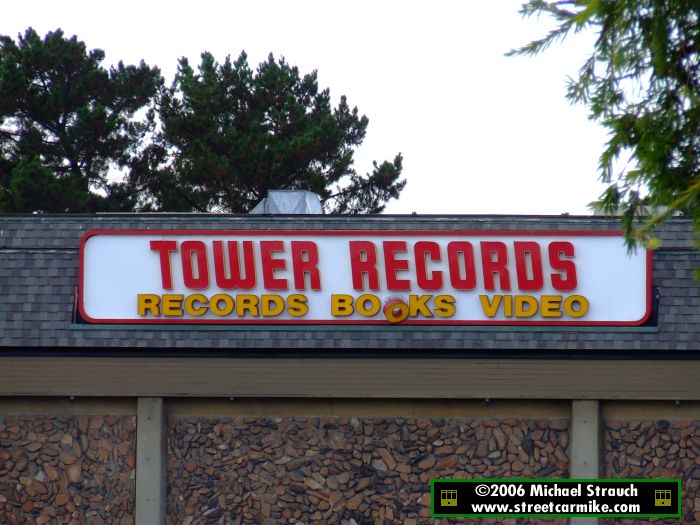 TOWER RECORDS
RECORDS BOOKS VIDEO
©2006 Michael Strauch
www.streetcarmike.com